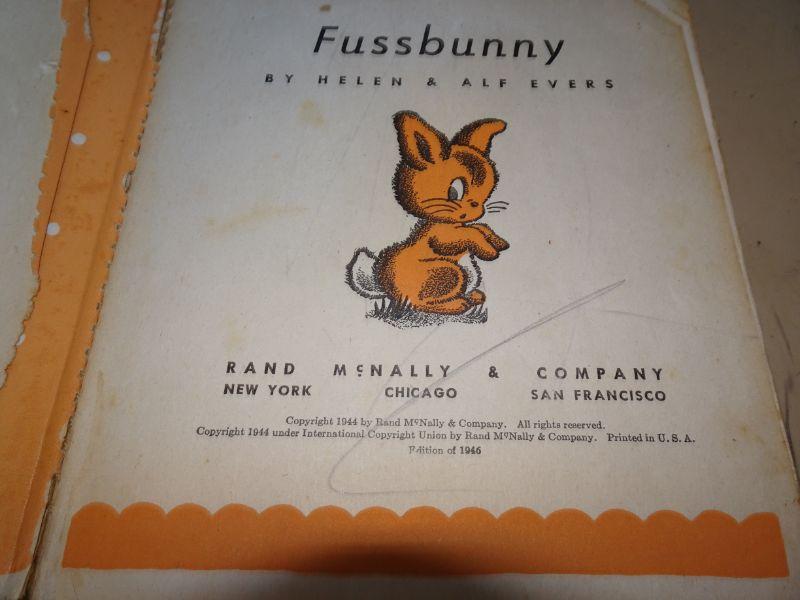 Fussbunny
BY HELEN & ALF EVERS
RAND McNALLY & COMPANY
NEW YORK CHICAGO SAN FRANCISCO
Copyright 1944 by Rand McNally & Company. All rights reserved.
Copyright 1944 under International Copyright Union by Rand McNally & Company. Printed in U. S. A.
Edition of 1946